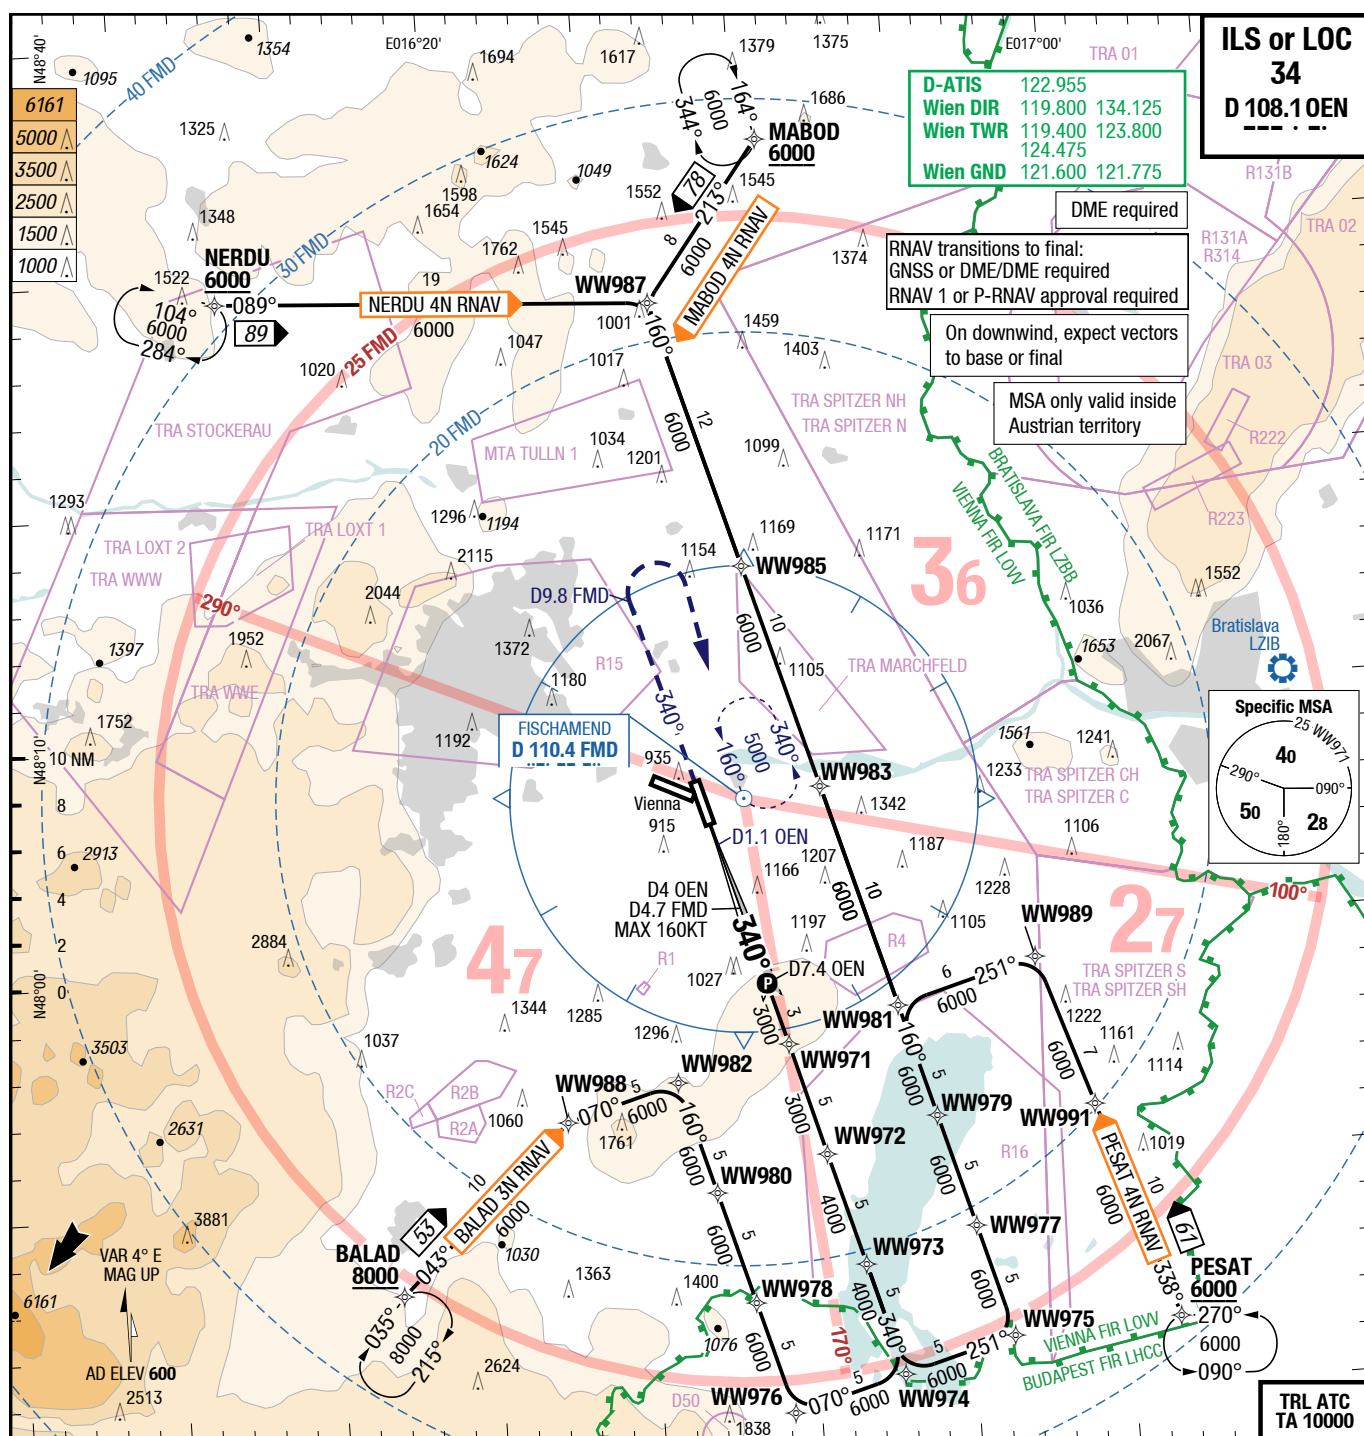 ILS or LOC
34
D 108.1 OEN
D-ATIS 122.955
Wien DIR 119.800 134.125
Wien TWR 119.400 123.800
124.475
Wien GND 121.600 121.775
DME required
RNAV transitions to final:
GNSS or DME/DME required
RNAV 1 or P-RNAV approval required
On downwind, expect vectors
to base or final
MSA only valid inside
Austrian territory
N48°40'
E016°20'
E017°00'
6161
5000
3500
2500
1500
1000
1095
1354
40 FMD
1694
1617
1379
1375
TRA 01
1325
1624
1049
1686
164°
6000
344°
MABOD
6000
1598
1552
1545
78
213°
R131B
R131A
R314
TRA 02
1348
1654
1762
1545
8
6000
MABOD 4N RNAV
1374
30 FMD
NERDU
6000
1522
104°
6000
284°
089°
89
19
NERDU 4N RNAV
6000
WW987
1001
160°
25 FMD
1020
1047
1017
1459
1403
TRA 03
TRA STOCKERAU
20 FMD
12
6000
TRA SPITZER NH
TRA SPITZER N
R222
MTA TULLN 1
1034
1201
1099
R223
BRATISLAVA FIR LZBB
VIENNA FIR LOW
1293
1296
1194
TRA LOXT 1
TRA LOXT 2
TRA WWW
2115
1154
1169
1171
36
WW985
1552
290°
2044
D9.8 FMD
10
6000
1036
1397
1952
1372
R15
1105
TRA MARCHFELD
1653
2067
Bratislava
LZIB
TRA WWE
1180
340°
1752
1192
FISCHAMEND
D 110.4 FMD
340°
5000
160°
1561
1241
Specific MSA
25 WW971
40
290°
090°
50
28
180°
N48°10'
10 NM
8
6
4
2
0
935
Vienna
WW983
1233
TRA SPITZER CH
TRA SPITZER C
1342
915
D1.1 OEN
1106
2913
1166
1207
1187
1228
100°
D4 OEN
D4.7 FMD
MAX 160KT
10
6000
27
340°
1197
1105
WW989
2884
47
R1
R4
1027
D7.4 OEN
P
6
251°
6000
TRA SPITZER S
TRA SPITZER SH
N48°00'
1344
1285
1296
3
3000
WW981
1222
1161
1114
3503
1037
WW971
160°
7
6000
WW982
R2C
R2B
R2A
1060
WW988
070°
5
6000
1761
160°
5
3000
5
6000
WW979
WW991
2631
WW972
R16
1019
5
6000
WW980
5
4000
5
6000
PESAT 4N RNAV
10
6000
BALAD 3N RNAV
10
6000
53
043°
3881
VAR 4° E
MAG UP
BALAD
8000
1030
WW977
67
PESAT
6000
338°
WW973
5
6000
5
6000
6161
035°
8000
215°
1363
1400
WW978
5
4000
340°
WW975
270°
6000
090°
1076
170°
VIENNA FIR LOW
BUDAPEST FIR LHCC
AD ELEV 600
2513
2624
5
6000
5
251°
6000
WW976
070°
5
6000
WW974
D50
1838
TRL ATC
TA 10000